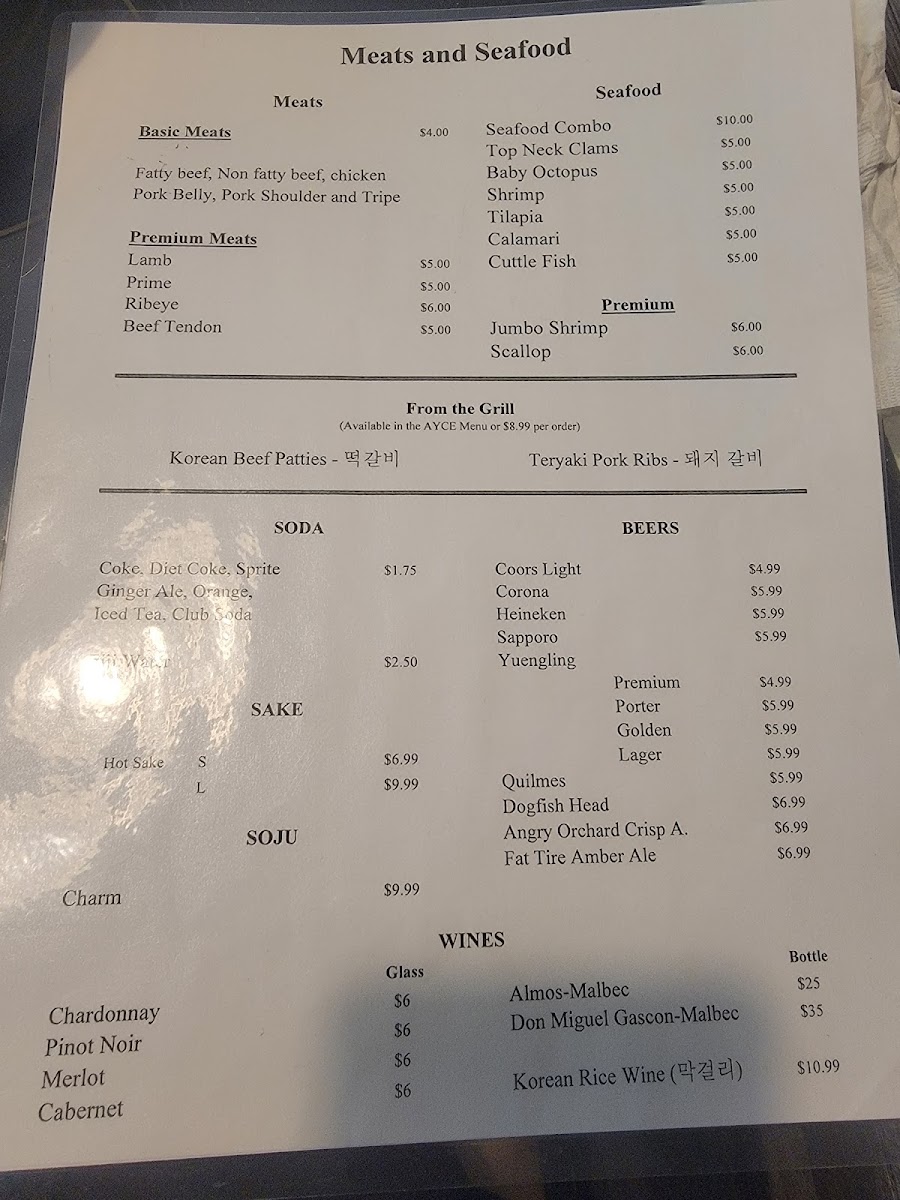 Meats and Seafood
Meats
Basic Meats $4.00
Fatty beef, Non fatty beef, chicken
Pork Belly, Pork Shoulder and Tripe
Premium Meats
Lamb $5.00
Prime $5.00
Ribeye $6.00
Beef Tendon $5.00
Seafood
Seafood Combo $10.00
Top Neck Clams $5.00
Baby Octopus $5.00
Shrimp $5.00
Tilapia $5.00
Calamari $5.00
Cuttle Fish $5.00
Premium
Jumbo Shrimp $6.00
Scallop $6.00
From the Grill
(Available in the AYCE Menu or $8.99 per order)
Korean Beef Patties - 떡갈비
Teryaki Pork Ribs - 돼지 갈비
SODA
Coke, Diet Coke, Sprite $1.75
Ginger Ale, Orange,
Iced Tea, Club Soda
Water $2.50
SAKE
Hot Sake S $6.99
L $9.99
SOJU
Charm $9.99
BEERS
Coors Light $4.99
Corona $5.99
Heineken $5.99
Sapporo $5.99
Yuengling
Premium $4.99
Porter $5.99
Golden $5.99
Lager $5.99
Quilmes $5.99
Dogfish Head $6.99
Angry Orchard Crisp A. $6.99
Fat Tire Amber Ale $6.99
WINES
Glass
Chardonnay $6
Pinot Noir $6
Merlot $6
Cabernet $6
Bottle
Almos-Malbec $25
Don Miguel Gascon-Malbec $35
Korean Rice Wine (막걸리) $10.99